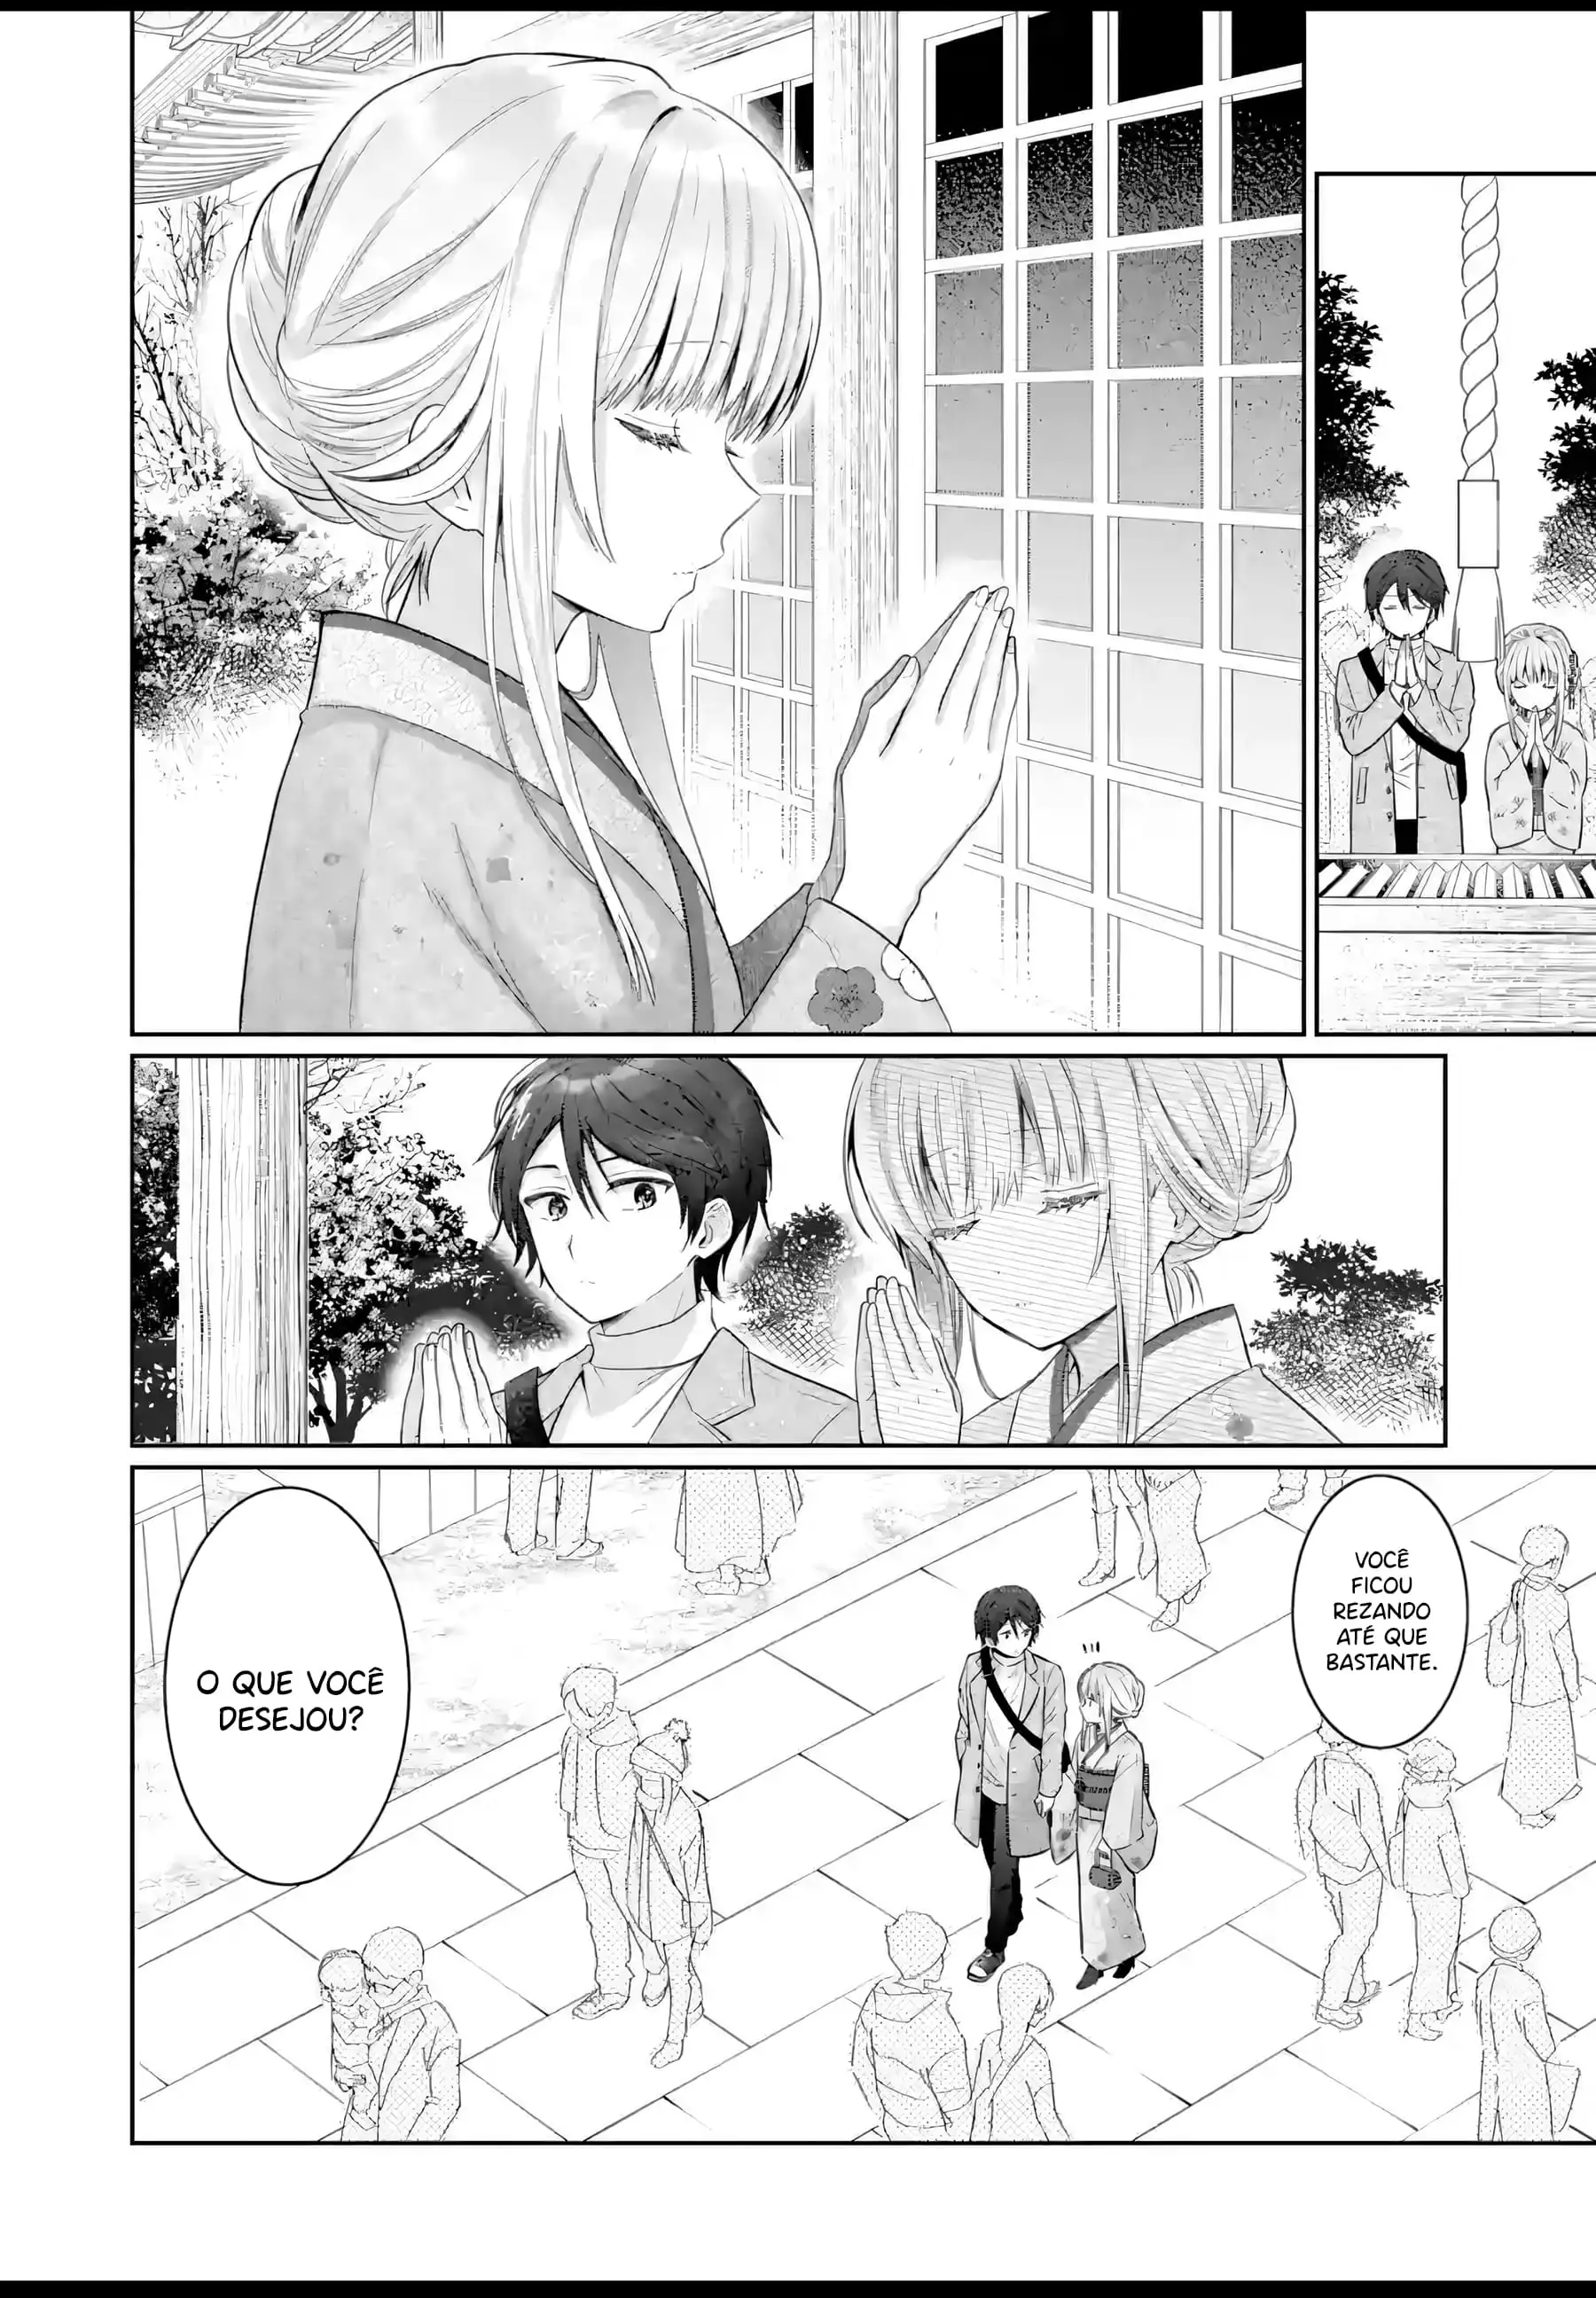 VOCÊ
FICOU
REZANDO
ATÉ QUE
BASTANTE.
O QUE VOCÊ
DESEJOU?